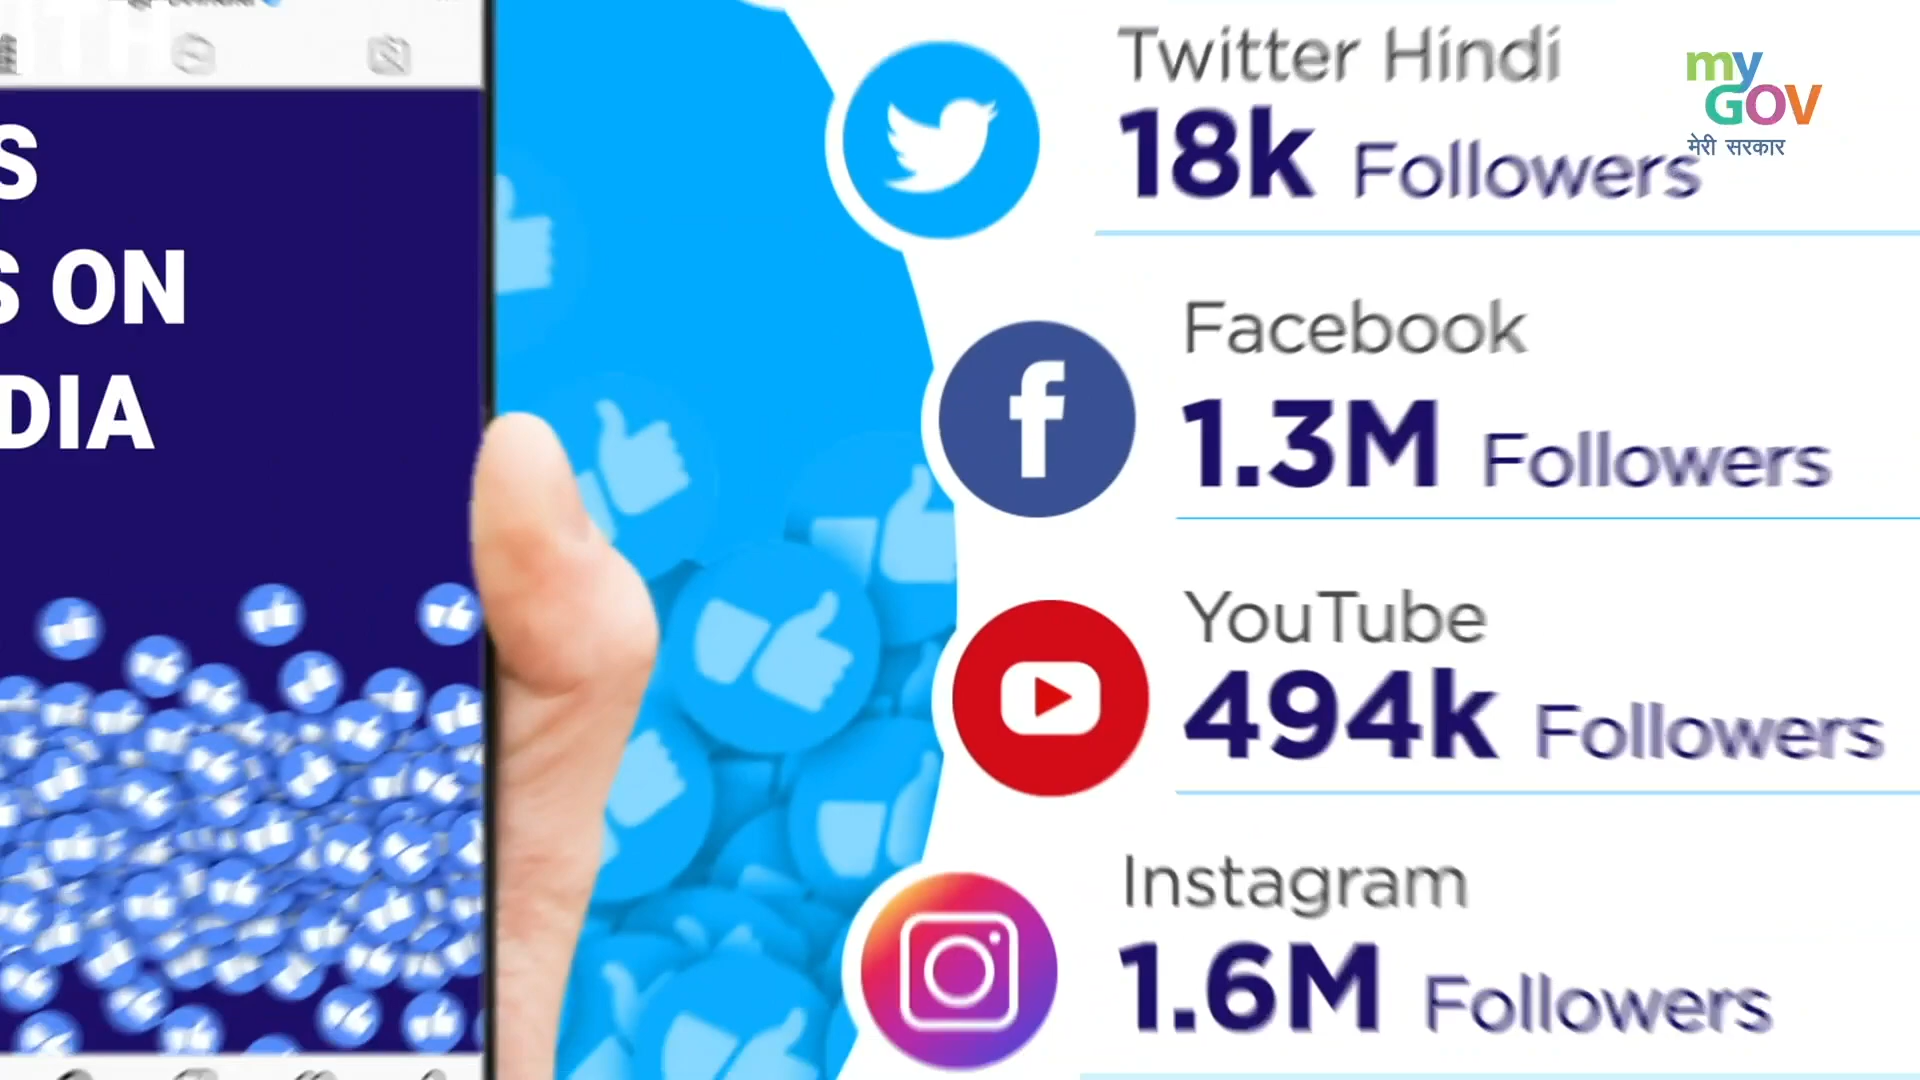 S
S ON
DIA
Twitter Hindi
18k Followers
Facebook
1.3M Followers
YouTube
494k Followers
Instagram
1.6M Followers
my
GOV
मेरी सरकार